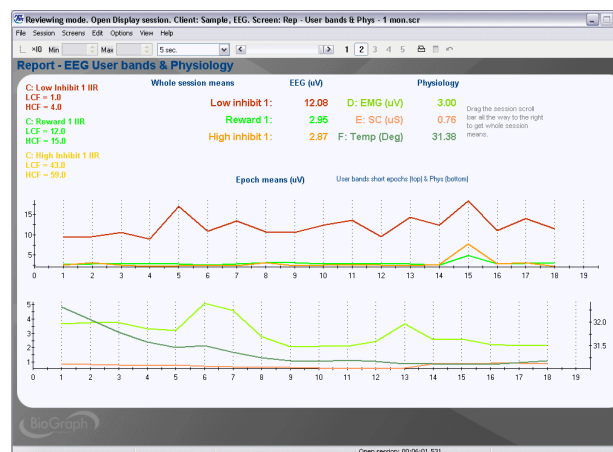 Reviewing mode. Open Display session. Client: Sample, EEG. Screen: Rep - User bands & Phys - 1 mon.scr
File Session Screens Edit Options View Help
×10 Min Max 5 sec. 1 2 3 4 5
Report - EEG User bands & Physiology
C: Low Inhibit 1 IIR
LCF = 1.0
HCF = 4.0
C: Reward 1 IIR
LCF = 12.0
HCF = 15.0
C: High Inhibit 1 IIR
LCF = 43.0
HCF = 59.0
Whole session means EEG (uV) Physiology
Low inhibit 1: 12.08 D: EMG (uV) 3.00
Reward 1: 2.95 E: SC (uS) 0.76
High inhibit 1: 2.87 F: Temp (Deg) 31.38
Drag the session scroll
bar all the way to the right
to get whole session
means.
Epoch means (uV) User bands short epochs (top) & Phys (bottom)
15
10
5
0 1 2 3 4 5 6 7 8 9 10 11 12 13 14 15 16 17 18 19
5
4
3
2
1
32.0
31.5
0 1 2 3 4 5 6 7 8 9 10 11 12 13 14 15 16 17 18 19
BioGraph
Open session: 00:06:01.531